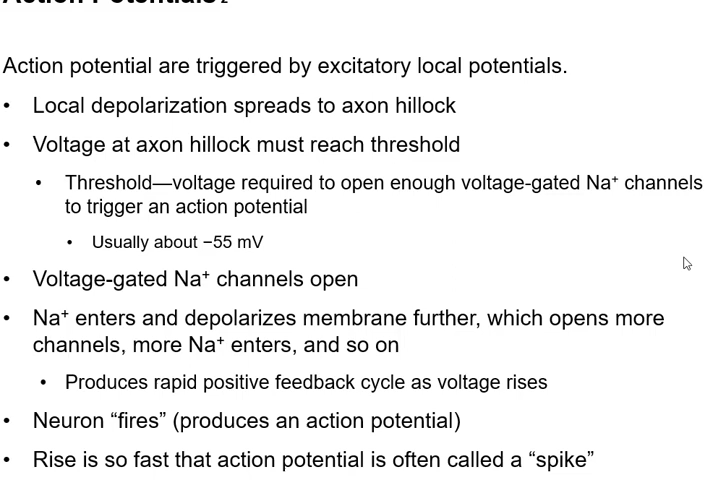 Action Potentials 2
Action potential are triggered by excitatory local potentials.
• Local depolarization spreads to axon hillock
• Voltage at axon hillock must reach threshold
• Threshold—voltage required to open enough voltage-gated Na⁺ channels
to trigger an action potential
• Usually about −55 mV
• Voltage-gated Na⁺ channels open
• Na⁺ enters and depolarizes membrane further, which opens more
channels, more Na⁺ enters, and so on
• Produces rapid positive feedback cycle as voltage rises
• Neuron “fires” (produces an action potential)
• Rise is so fast that action potential is often called a “spike”